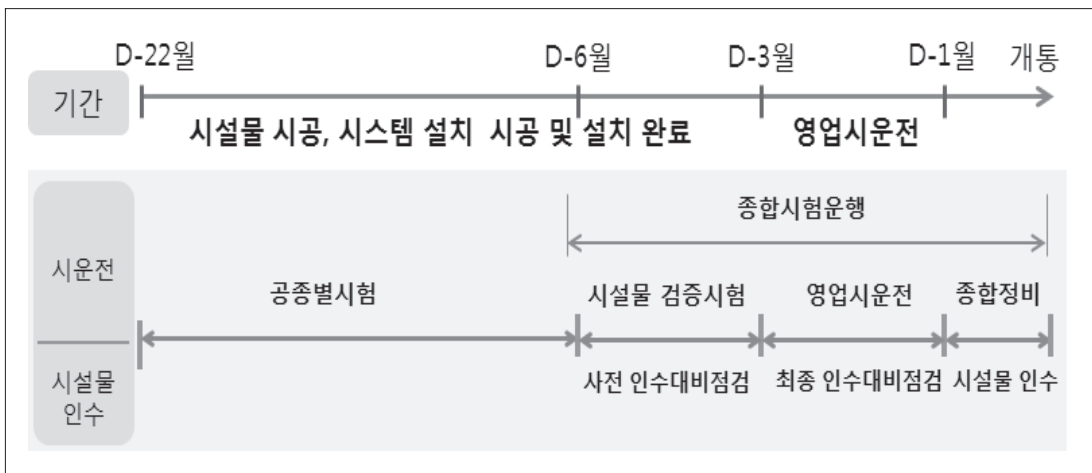 D-22월 D-6월 D-3월 D-1월 개통
기간
시설물 시공, 시스템 설치 시공 및 설치 완료 영업시운전
종합시험운행
시운전
공종별시험 시설물 검증시험 영업시운전 종합정비
시설물
인수
사전 인수대비점검 최종 인수대비점검 시설물 인수